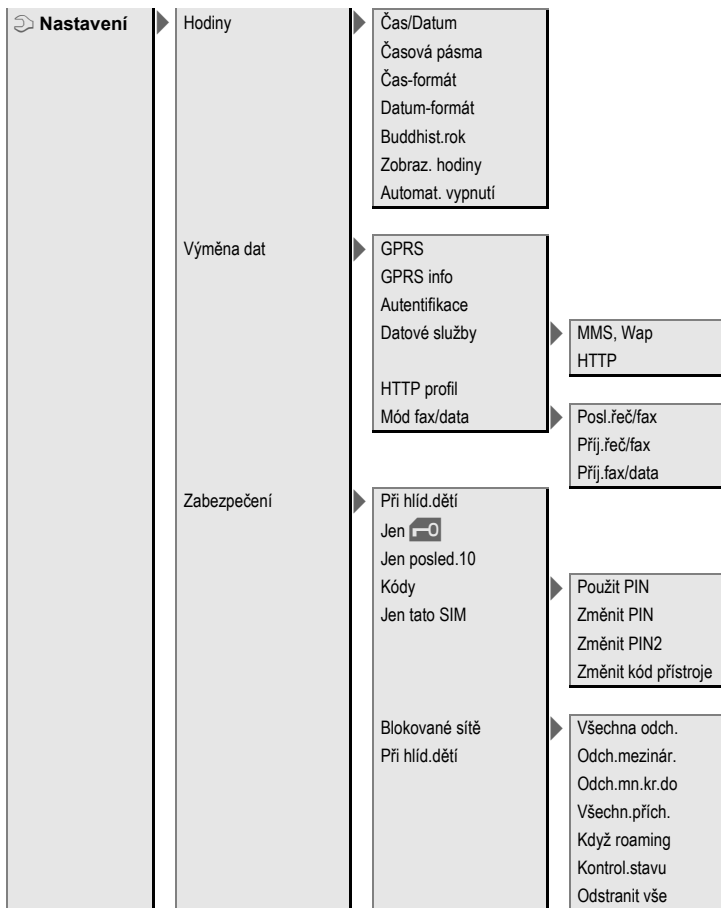 Nastavení
Hodiny
Čas/Datum
Časová pásma
Čas-formát
Datum-formát
Buddhist.rok
Zobraz. hodiny
Automat. vypnutí
Výměna dat
GPRS
GPRS info
Autentifikace
Datové služby
MMS, Wap
HTTP
HTTP profil
Mód fax/data
Posl.řeč/fax
Příj.řeč/fax
Příj.fax/data
Zabezpečení
Při hlíd.dětí
Jen
Jen posled.10
Kódy
Použit PIN
Změnit PIN
Změnit PIN2
Změnit kód přístroje
Jen tato SIM
Blokované sítě
Všechna odch.
Odch.mezinár.
Odch.mn.kr.do
Všechn.přích.
Když roaming
Kontrol.stavu
Odstranit vše
Při hlíd.dětí